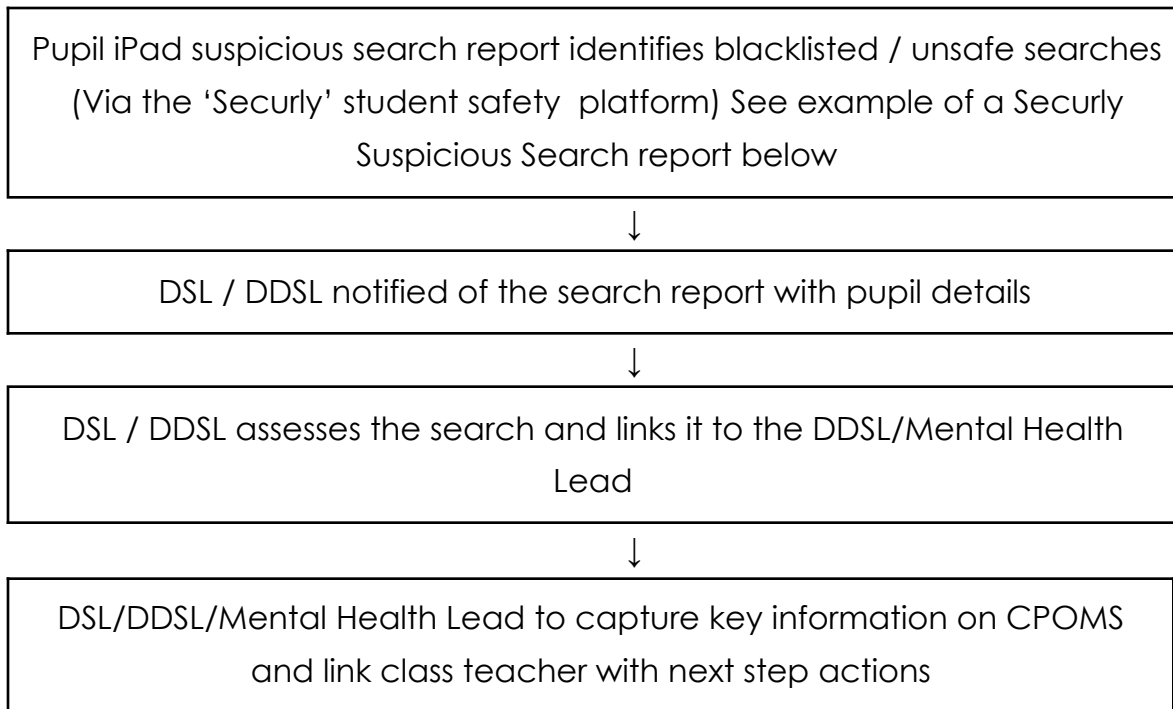 Pupil iPad suspicious search report identifies blacklisted / unsafe searches
(Via the ‘Securly’ student safety  platform) See example of a Securly
Suspicious Search report below
↓
DSL / DDSL notified of the search report with pupil details
↓
DSL / DDSL assesses the search and links it to the DDSL/Mental Health
Lead
↓
DSL/DDSL/Mental Health Lead to capture key information on CPOMS
and link class teacher with next step actions